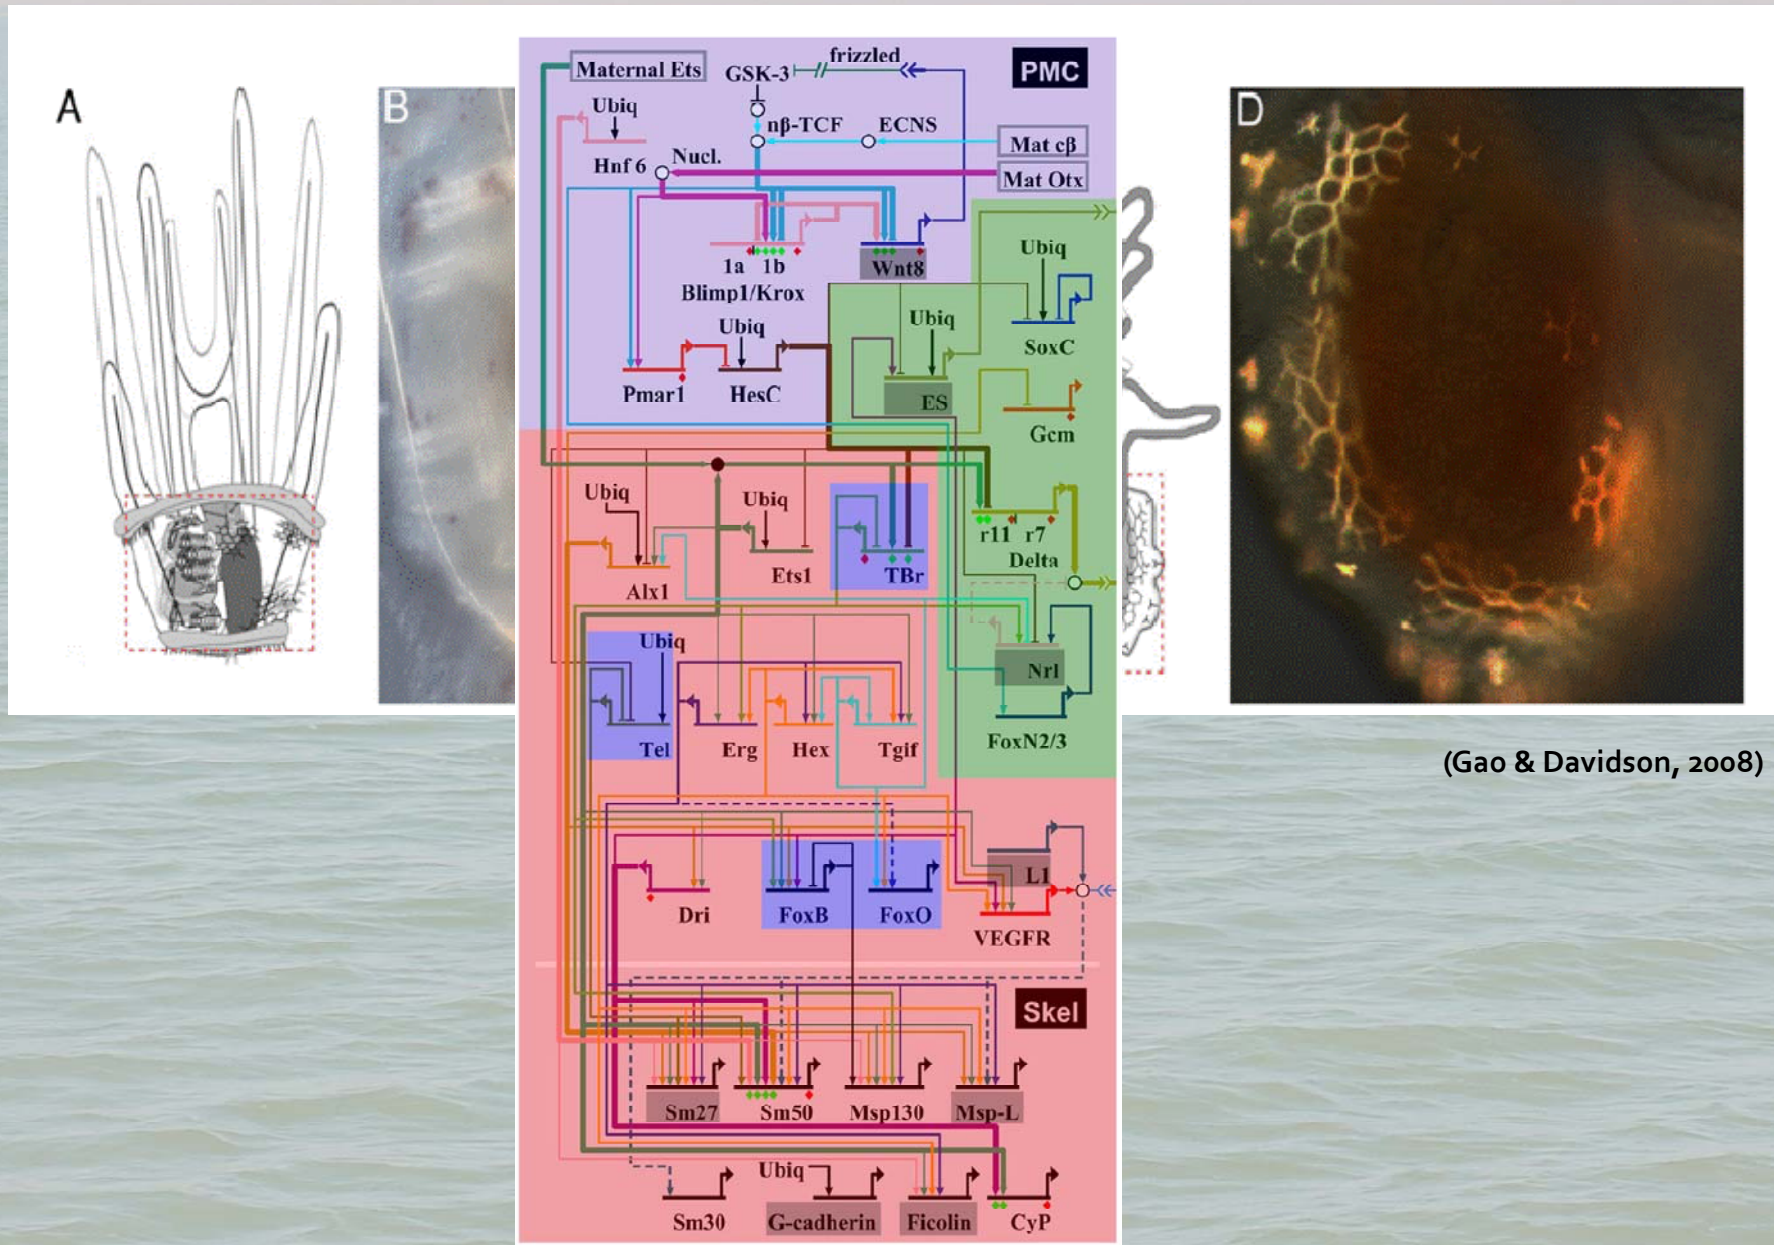 A
B
D
PMC
Maternal Ets
GSK-3
frizzled
Ubiq
nβ-TCF
ECNS
Mat cβ
Hnf 6
Nucl.
Mat Otx
1a
1b
Wnt8
Blimp1/Krox
Ubiq
SoxC
Ubiq
Ubiq
Pmar1
HesC
ES
Gcm
Ubiq
Ubiq
r11
r7
Delta
Alx1
Ets1
TBr
Ubiq
Nrl
Tel
Erg
Hex
Tgif
FoxN2/3
(Gao & Davidson, 2008)
L1
Dri
FoxB
FoxO
VEGFR
Skel
Sm27
Sm50
Msp130
Msp-L
Ubiq
Sm30
G-cadherin
Ficolin
CyP